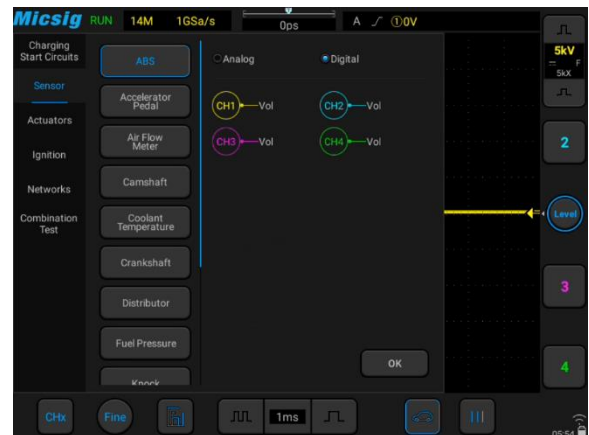 Micsig RUN 14M 1GSa/s 0ps A ①0V
Charging
Start Circuits
Sensor
Actuators
Ignition
Networks
Combination
Test
ABS
Accelerator
Pedal
Air Flow
Meter
Camshaft
Coolant
Temperature
Crankshaft
Distributor
Fuel Pressure
Knock
Analog
Digital
CH1 Vol
CH2 Vol
CH3 Vol
CH4 Vol
OK
5kV
F
5kX
2
Level
3
4
CHx
Fine
1ms
05:54